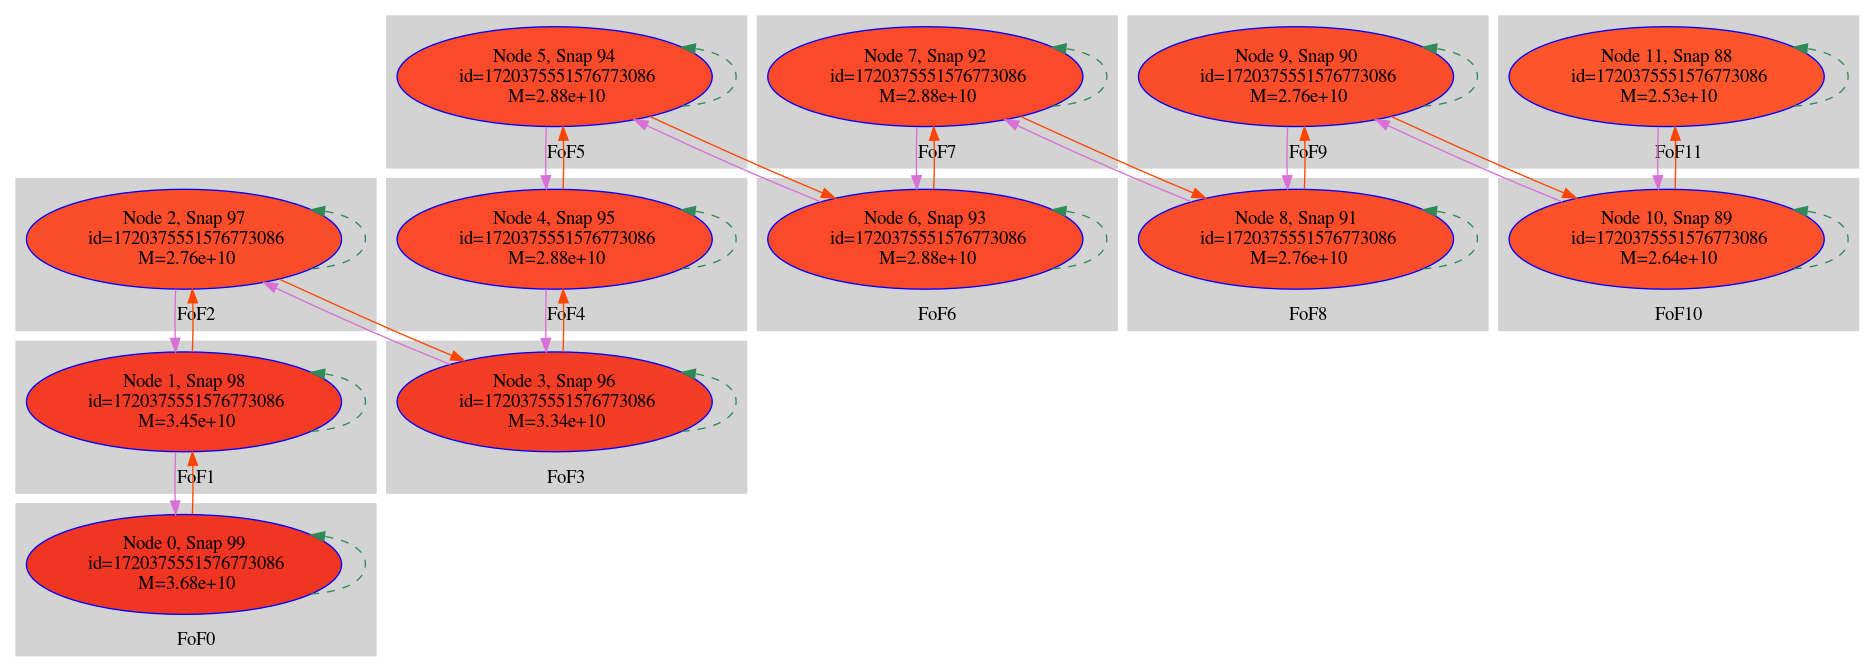 Node 5, Snap 94
id=1720375551576773086
M=2.88e+10
FoF5
Node 7, Snap 92
id=1720375551576773086
M=2.88e+10
FoF7
Node 9, Snap 90
id=1720375551576773086
M=2.76e+10
FoF9
Node 11, Snap 88
id=1720375551576773086
M=2.53e+10
FoF11
Node 2, Snap 97
id=1720375551576773086
M=2.76e+10
FoF2
Node 4, Snap 95
id=1720375551576773086
M=2.88e+10
FoF4
Node 6, Snap 93
id=1720375551576773086
M=2.88e+10
FoF6
Node 8, Snap 91
id=1720375551576773086
M=2.76e+10
FoF8
Node 10, Snap 89
id=1720375551576773086
M=2.64e+10
FoF10
Node 1, Snap 98
id=1720375551576773086
M=3.45e+10
FoF1
Node 3, Snap 96
id=1720375551576773086
M=3.34e+10
FoF3
Node 0, Snap 99
id=1720375551576773086
M=3.68e+10
FoF0